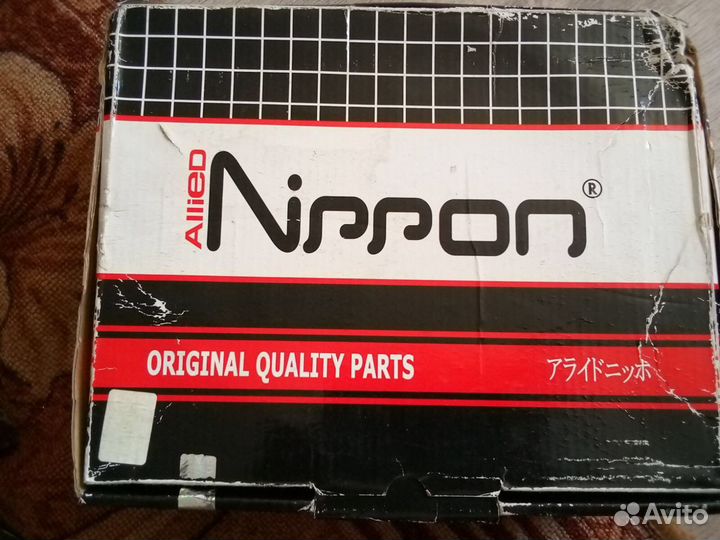 Allied
Nippon®
ORIGINAL QUALITY PARTS
アライドニッポ
Avito